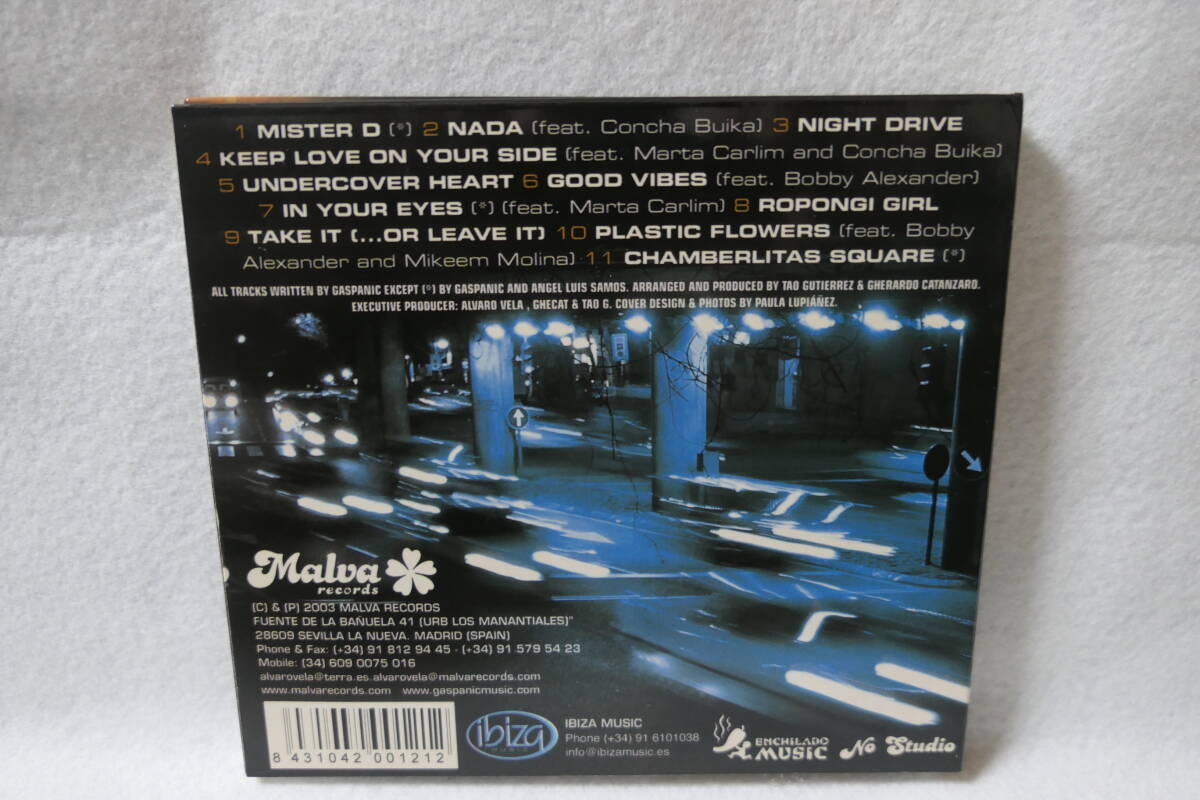 1 MISTER D (*) 2 NADA (feat. Concha Buika) 3 NIGHT DRIVE
4 KEEP LOVE ON YOUR SIDE (feat. Marta Carlim and Concha Buika)
5 UNDERCOVER HEART 6 GOOD VIBES (feat. Bobby Alexander)
7 IN YOUR EYES (*) (feat. Marta Carlim) 8 ROPONGI GIRL
9 TAKE IT (...OR LEAVE IT) 10 PLASTIC FLOWERS (feat. Bobby
Alexander and Mikeem Molina) 11 CHAMBERLITAS SQUARE (*)
ALL TRACKS WRITTEN BY GASPANIC EXCEPT (*) BY GASPANIC AND ANGEL LUIS SAMOS. ARRANGED AND PRODUCED BY TAO GUTIERREZ & GHERARDO CATANZARO.
EXECUTIVE PRODUCER: ALVARO VELA , GHECAT & TAO G. COVER DESIGN & PHOTOS BY PAULA LUPIÁÑEZ.
Malva
records
(C) & (P) 2003 MALVA RECORDS
FUENTE DE LA BAÑUELA 41 (URB LOS MANANTIALES)"
28609 SEVILLA LA NUEVA. MADRID (SPAIN)
Phone & Fax: (+34) 91 812 94 45 - (+34) 91 579 54 23
Mobile: (34) 609 0075 016
alvarovela@terra.es.alvarovela@malvarecords.com
www.malvarecords.com www.gaspanicmusic.com
8 431042 001212
ibiza
MUSIC
IBIZA MUSIC
Phone (+34) 91 6101038
info@ibizamusic.es
ENCHILADO
MUSIC
No Studio